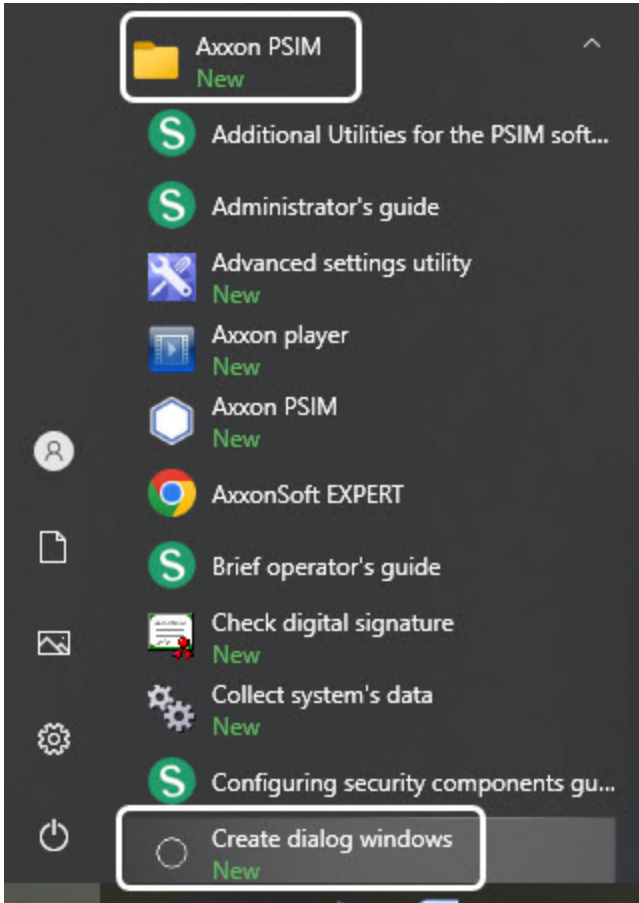 Axxon PSIM
New
Additional Utilities for the PSIM soft...
Administrator's guide
Advanced settings utility
New
Axxon player
New
Axxon PSIM
New
AxxonSoft EXPERT
Brief operator's guide
Check digital signature
New
Collect system's data
New
Configuring security components gu...
Create dialog windows
New